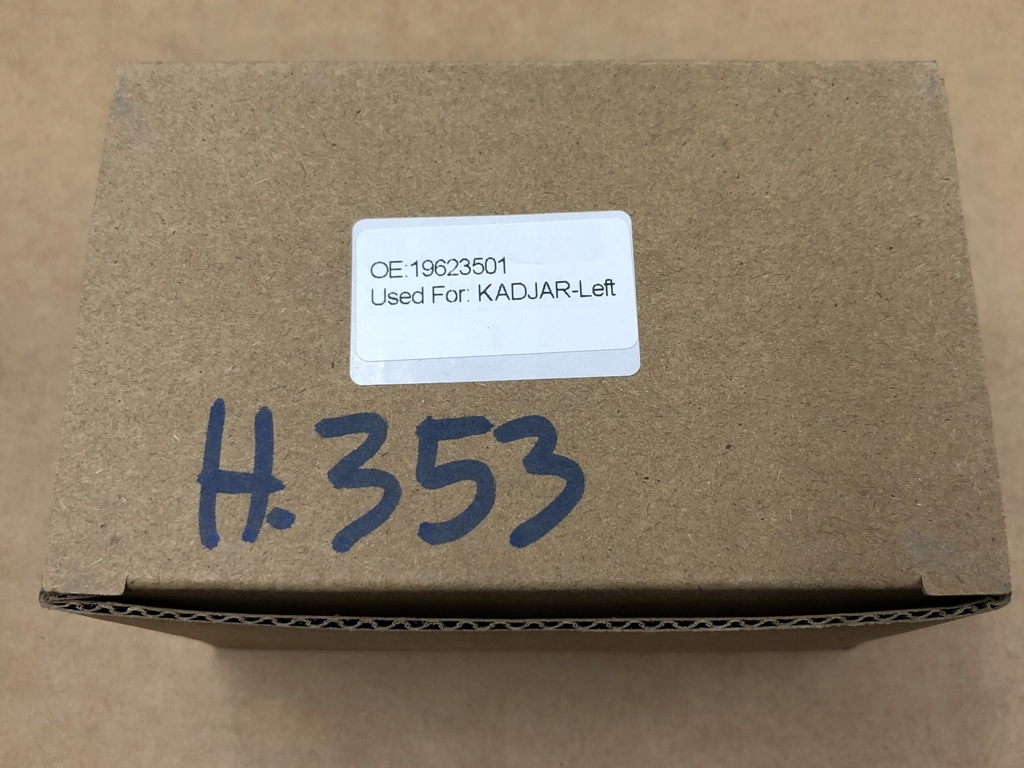 OE:19623501
Used For: KADJAR-Left
H.353